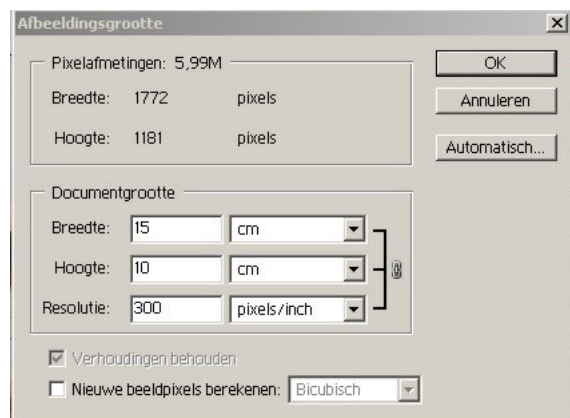 Afbeeldingsgrootte
Pixelafmetingen: 5,99M
OK
Breedte: 1772 pixels
Annuleren
Hoogte: 1181 pixels
Automatisch...
Documentgrootte
Breedte: 15 cm
Hoogte: 10 cm
Resolutie: 300 pixels/inch
Verhoudingen behouden
Nieuwe beeldpixels berekenen: Bicubisch